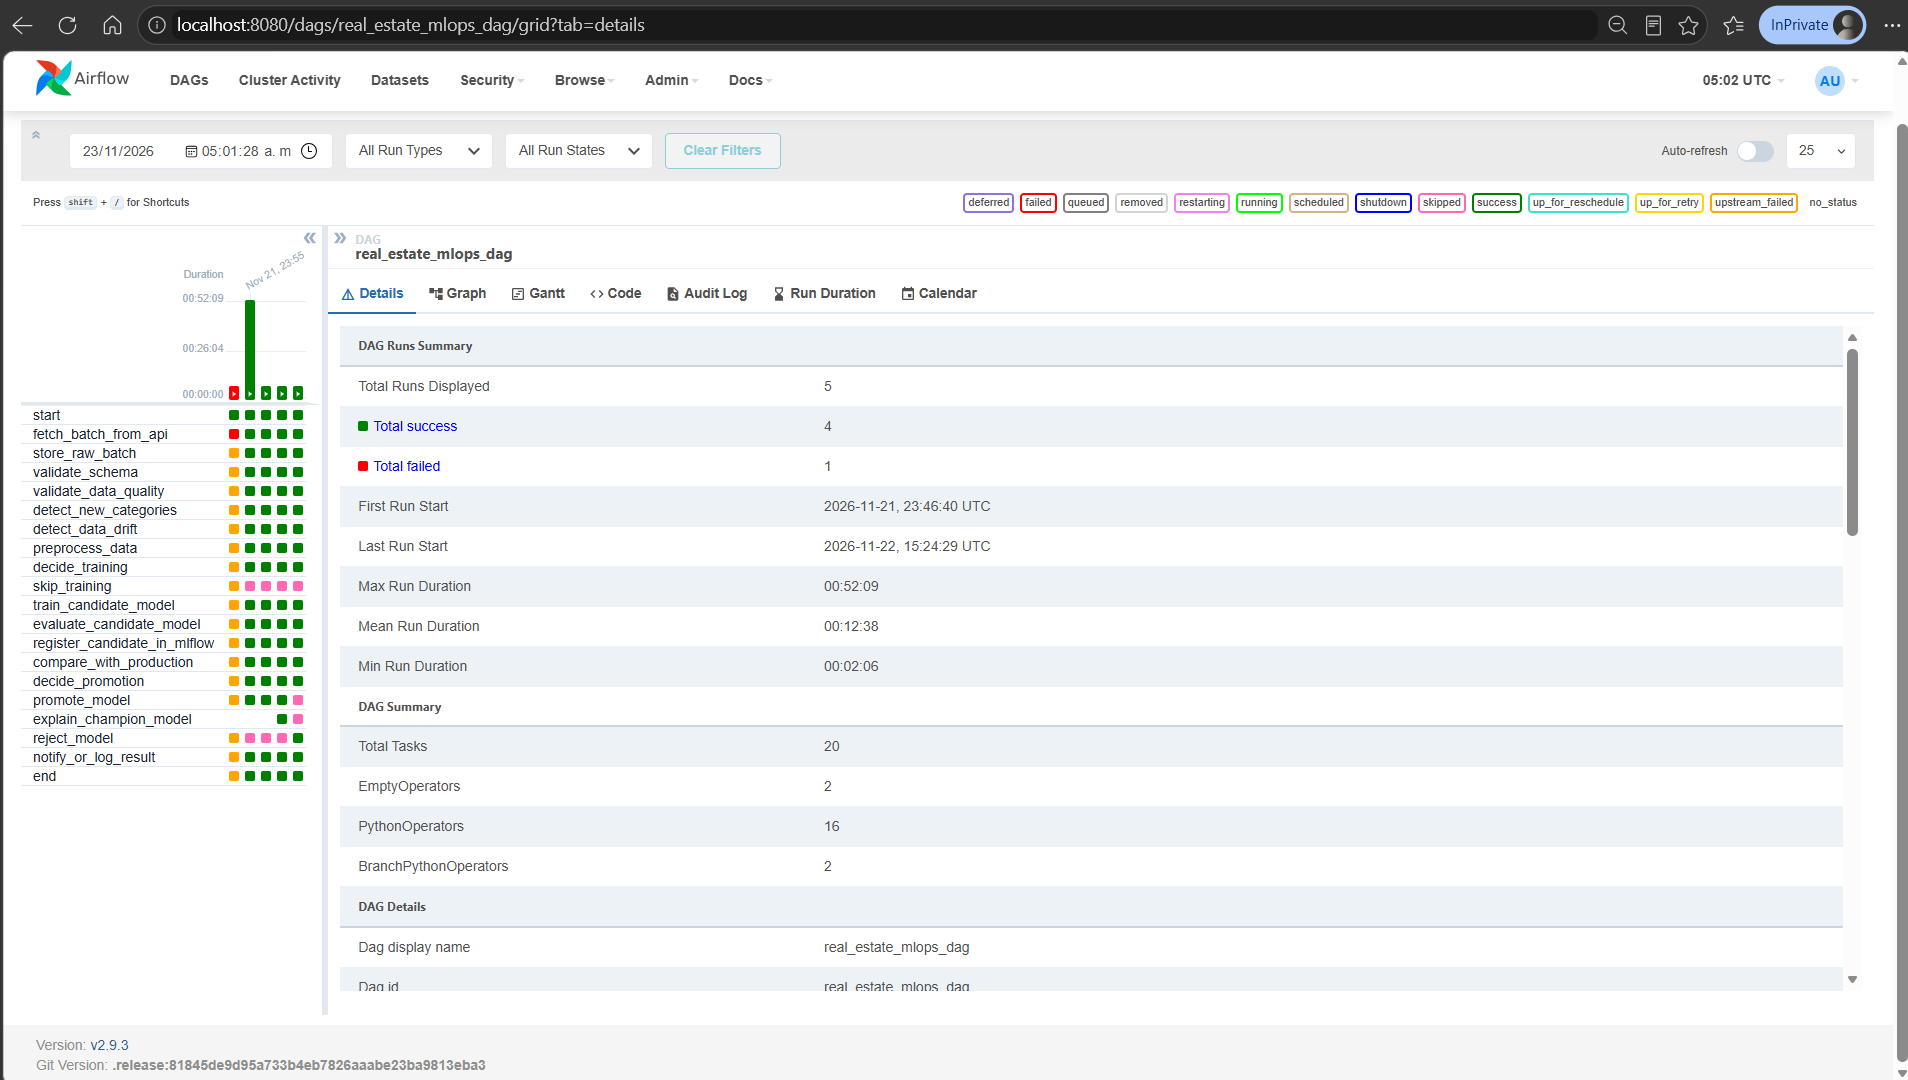 localhost:8080/dags/real_estate_mlops_dag/grid?tab=details
InPrivate
Airflow
DAGs
Cluster Activity
Datasets
Security
Browse
Admin
Docs
05:02 UTC
AU
23/11/2026
05:01:28 a. m
All Run Types
All Run States
Clear Filters
Auto-refresh
25
Press shift + / for Shortcuts
deferred
failed
queued
removed
restarting
running
scheduled
shutdown
skipped
success
up_for_reschedule
up_for_retry
upstream_failed
no_status
Duration
Nov 21, 23:55
00:52:09
00:26:04
00:00:00
start
fetch_batch_from_api
store_raw_batch
validate_schema
validate_data_quality
detect_new_categories
detect_data_drift
preprocess_data
decide_training
skip_training
train_candidate_model
evaluate_candidate_model
register_candidate_in_mlflow
compare_with_production
decide_promotion
promote_model
explain_champion_model
reject_model
notify_or_log_result
end
DAG
real_estate_mlops_dag
Details
Graph
Gantt
Code
Audit Log
Run Duration
Calendar
DAG Runs Summary
Total Runs Displayed 5
Total success 4
Total failed 1
First Run Start 2026-11-21, 23:46:40 UTC
Last Run Start 2026-11-22, 15:24:29 UTC
Max Run Duration 00:52:09
Mean Run Duration 00:12:38
Min Run Duration 00:02:06
DAG Summary
Total Tasks 20
EmptyOperators 2
PythonOperators 16
BranchPythonOperators 2
DAG Details
Dag display name real_estate_mlops_dag
Dag id real_estate_mlops_dag
Version: v2.9.3
Git Version: .release:81845de9d95a733b4eb7826aaabe23ba9813eba3